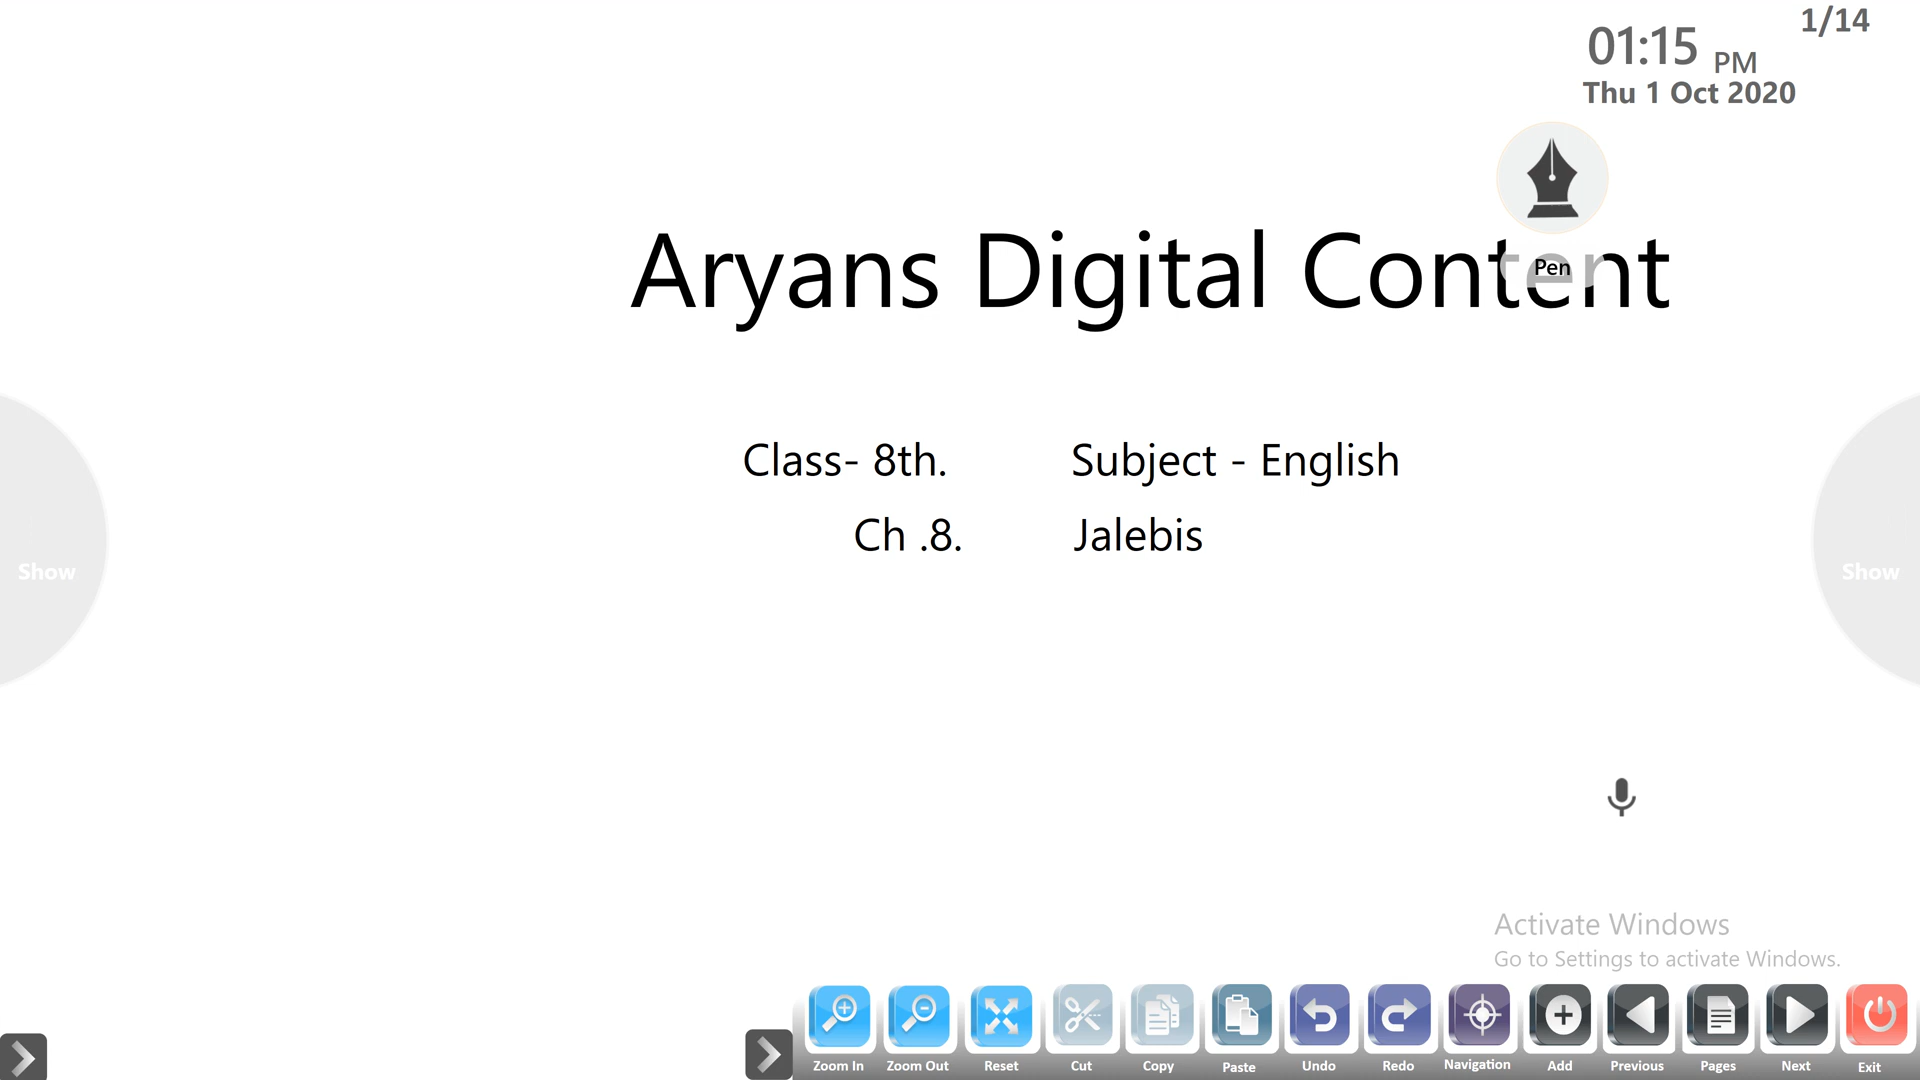 1/14
01:15 PM
Thu 1 Oct 2020
Pen
Aryans Digital Content
Class- 8th. Subject - English
Ch .8. Jalebis
Show Show
Activate Windows
Go to Settings to activate Windows.
Zoom In Zoom Out Reset Cut Copy Paste Undo Redo Navigation Add Previous Pages Next Exit